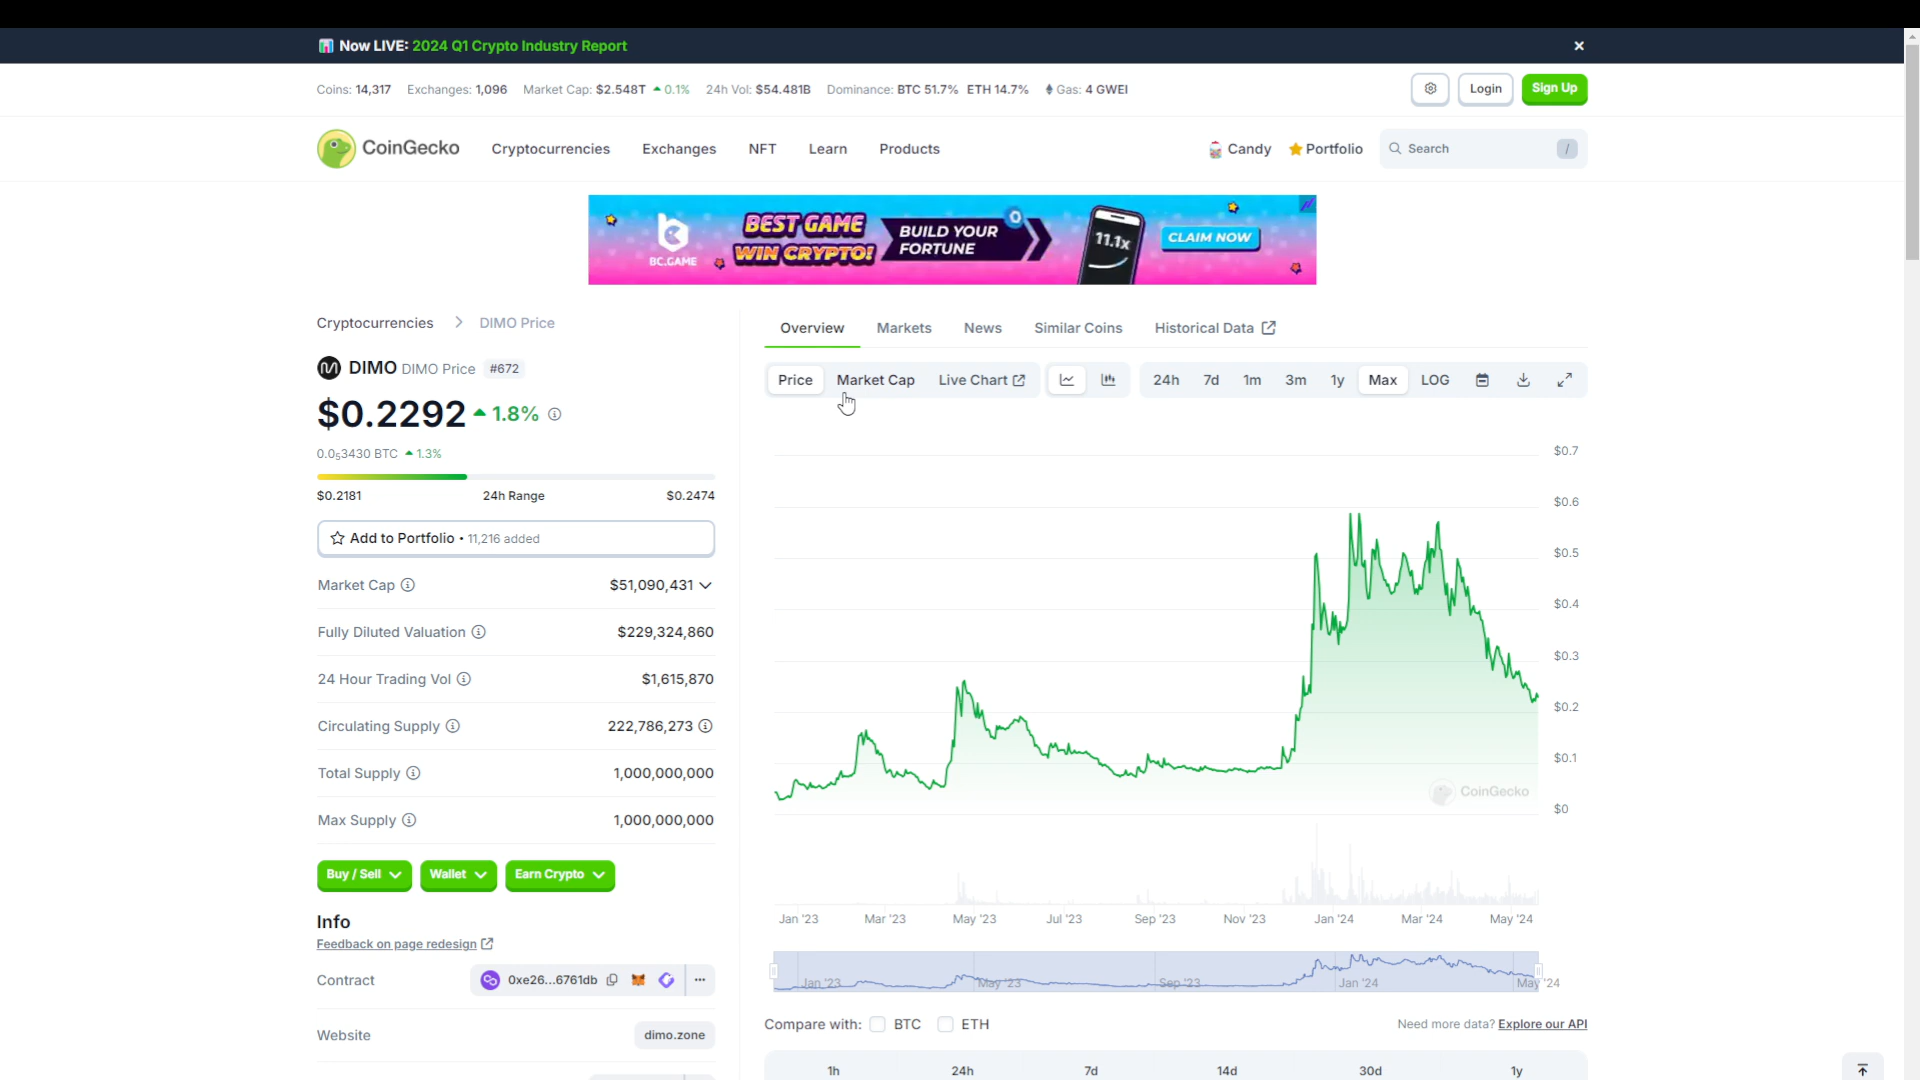 Now LIVE: 2024 Q1 Crypto Industry Report
Coins: 14,317 Exchanges: 1,096 Market Cap: $2.548T 0.1% 24h Vol: $54.481B Dominance: BTC 51.7% ETH 14.7% Gas: 4 GWEI
Login
Sign Up
CoinGecko
Cryptocurrencies Exchanges NFT Learn Products
Candy Portfolio Search /
BC.GAME
BEST GAME
WIN CRYPTO!
BUILD YOUR
FORTUNE
11.1x
CLAIM NOW
Cryptocurrencies > DIMO Price
DIMO DIMO Price #672
$0.2292 1.8%
0.0₅3430 BTC 1.3%
$0.2181 24h Range $0.2474
Add to Portfolio • 11,216 added
Market Cap $51,090,431
Fully Diluted Valuation $229,324,860
24 Hour Trading Vol $1,615,870
Circulating Supply 222,786,273
Total Supply 1,000,000,000
Max Supply 1,000,000,000
Buy / Sell Wallet Earn Crypto
Info
Feedback on page redesign
Contract 0xe26...6761db
Website dimo.zone
Overview Markets News Similar Coins Historical Data
Price Market Cap Live Chart 24h 7d 1m 3m 1y Max LOG
$0.7
$0.6
$0.5
$0.4
$0.3
$0.2
$0.1
$0
CoinGecko
Jan '23 Mar '23 May '23 Jul '23 Sep '23 Nov '23 Jan '24 Mar '24 May '24
Jan '23 May '23 Sep '23 Jan '24 May '24
Compare with: BTC ETH
Need more data? Explore our API
1h 24h 7d 14d 30d 1y